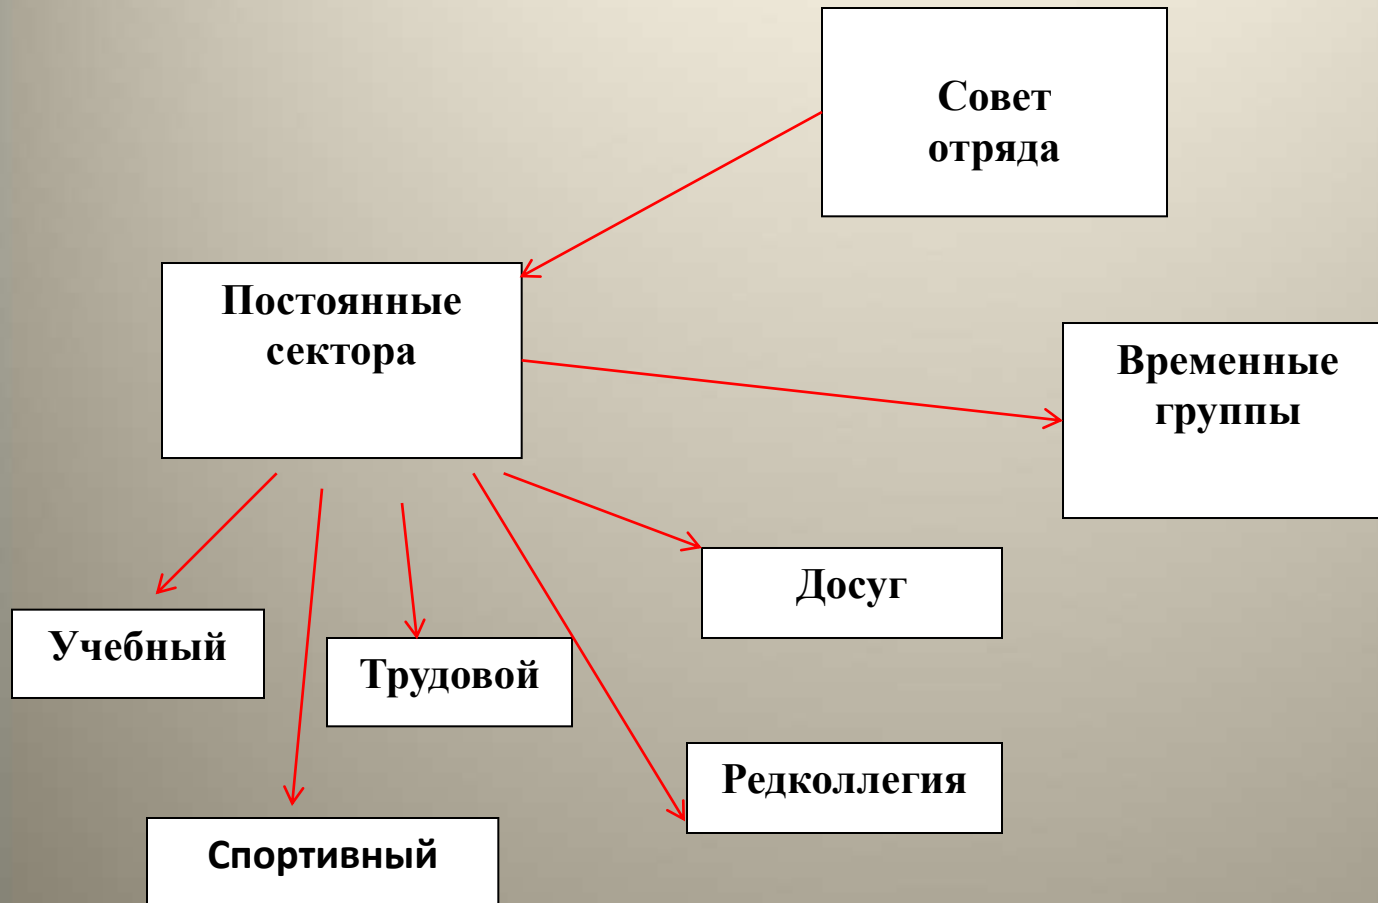 Совет
отряда
Постоянные
сектора
Временные
группы
Досуг
Учебный
Трудовой
Редколлегия
Спортивный